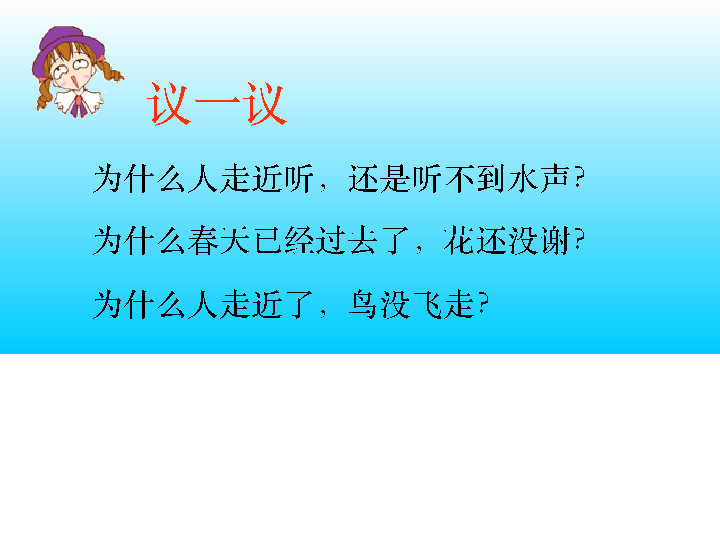 议一议
为什么人走近听，还是听不到水声?
为什么春天已经过去了，花还没谢?
为什么人走近了，鸟没飞走?